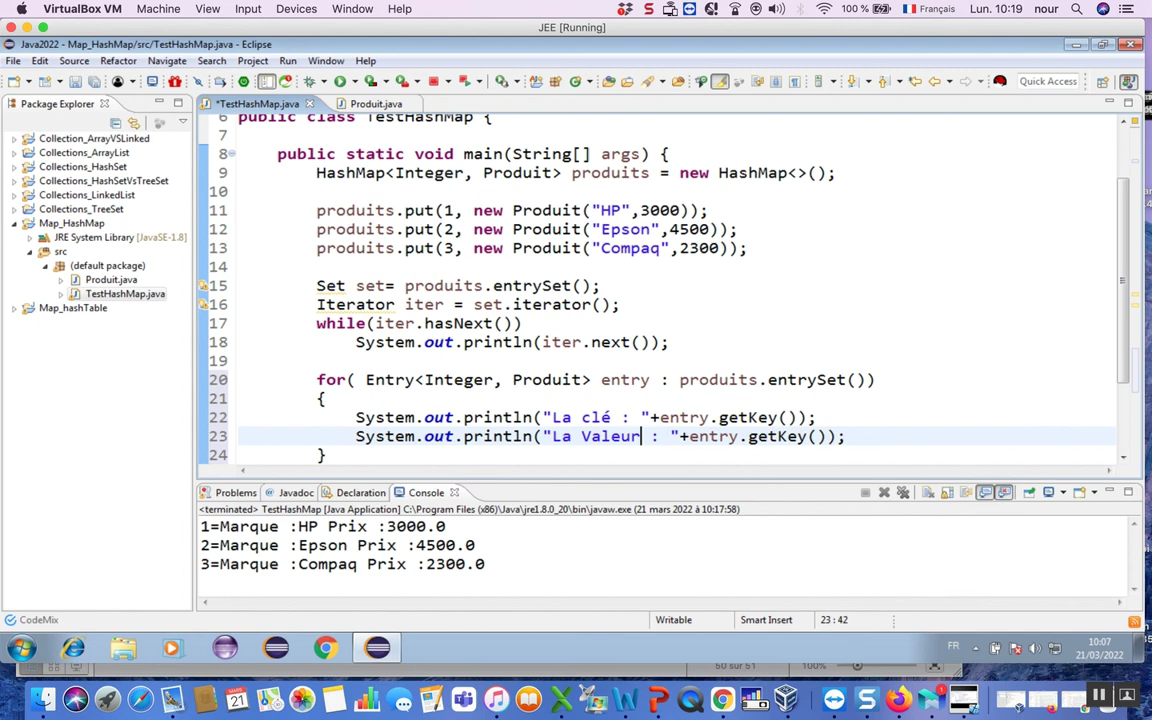 VirtualBox VM Machine View Input Devices Window Help 100 % Français Lun. 10:19 nour
JEE [Running]
Java2022 - Map_HashMap/src/TestHashMap.java - Eclipse
File Edit Source Refactor Navigate Search Project Run Window Help
Quick Access
Package Explorer
*TestHashMap.java Produit.java
Collection_ArrayVSLinked
Collections_ArrayList
Collections_HashSet
Collections_HashSetVsTreeSet
Collections_LinkedList
Collections_TreeSet
Map_HashMap
JRE System Library [JavaSE-1.8]
src
(default package)
Produit.java
TestHashMap.java
Map_hashTable
6 public class TestHashMap {
7
8 public static void main(String[] args) {
9 HashMap<Integer, Produit> produits = new HashMap<>();
10
11 produits.put(1, new Produit("HP",3000));
12 produits.put(2, new Produit("Epson",4500));
13 produits.put(3, new Produit("Compaq",2300));
14
15 Set set= produits.entrySet();
16 Iterator iter = set.iterator();
17 while(iter.hasNext())
18 System.out.println(iter.next());
19
20 for( Entry<Integer, Produit> entry : produits.entrySet())
21 {
22 System.out.println("La clé : "+entry.getKey());
23 System.out.println("La Valeur : "+entry.getKey());
24 }
Problems Javadoc Declaration Console
<terminated> TestHashMap [Java Application] C:\Program Files (x86)\Java\jre1.8.0_20\bin\javaw.exe (21 mars 2022 à 10:17:58)
1=Marque :HP Prix :3000.0
2=Marque :Epson Prix :4500.0
3=Marque :Compaq Prix :2300.0
CodeMix Writable Smart Insert 23 : 42
FR 10:07
21/03/2022
50 sur 51 100%